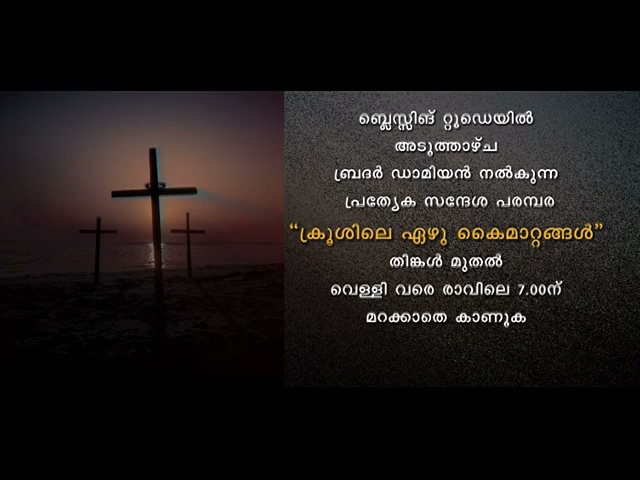 ബ്ലെസ്സിങ് റ്റുഡെയിൽ
അടുത്താഴ്ച
ബ്രദർ ഡാമിയൻ നൽകുന്ന
പ്രത്യേക സന്ദേശ പരമ്പര
“ക്രൂശിലെ ഏഴു കൈമാറ്റങ്ങൾ”
തിങ്കൾ മുതൽ
വെള്ളി വരെ രാവിലെ 7.00ന്
മറക്കാതെ കാണുക